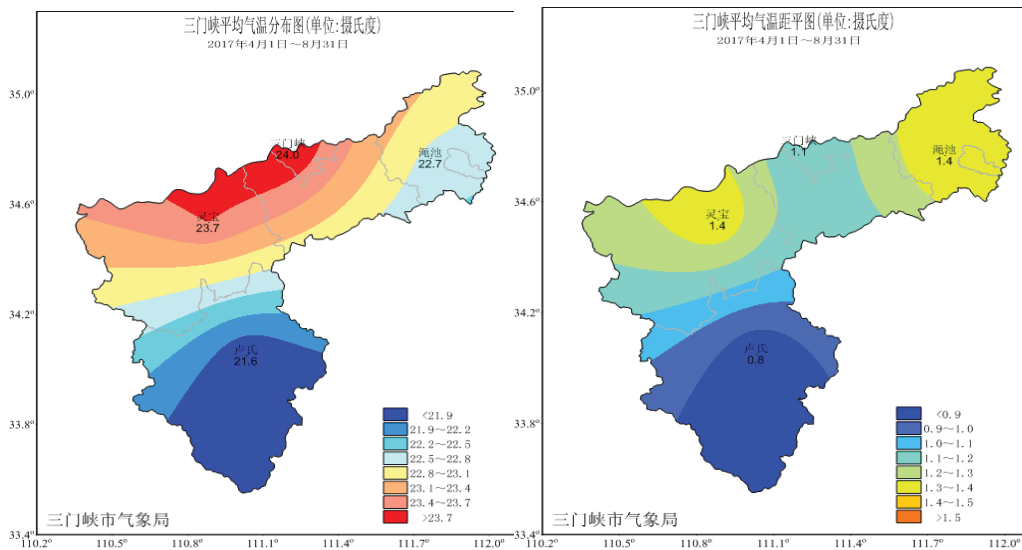 三门峡平均气温分布图(单位:摄氏度)
2017年4月1日～8月31日
35.0°
34.6°
34.2°
33.8°
33.4°
三门峡
24.0
渑池
22.7
灵宝
23.7
卢氏
21.6
<21.9
21.9～22.2
22.2～22.5
22.5～22.8
22.8～23.1
23.1～23.4
23.4～23.7
>23.7
三门峡市气象局
110.2° 110.5° 110.8° 111.1° 111.4° 111.7° 112.0°
三门峡平均气温距平图(单位:摄氏度)
2017年4月1日～8月31日
35.0°
34.6°
34.2°
33.8°
33.4°
三门峡
1.1
渑池
1.4
灵宝
1.4
卢氏
0.8
<0.9
0.9～1.0
1.0～1.1
1.1～1.2
1.2～1.3
1.3～1.4
1.4～1.5
>1.5
三门峡市气象局
110.2° 110.5° 110.8° 111.1° 111.4° 111.7° 112.0°